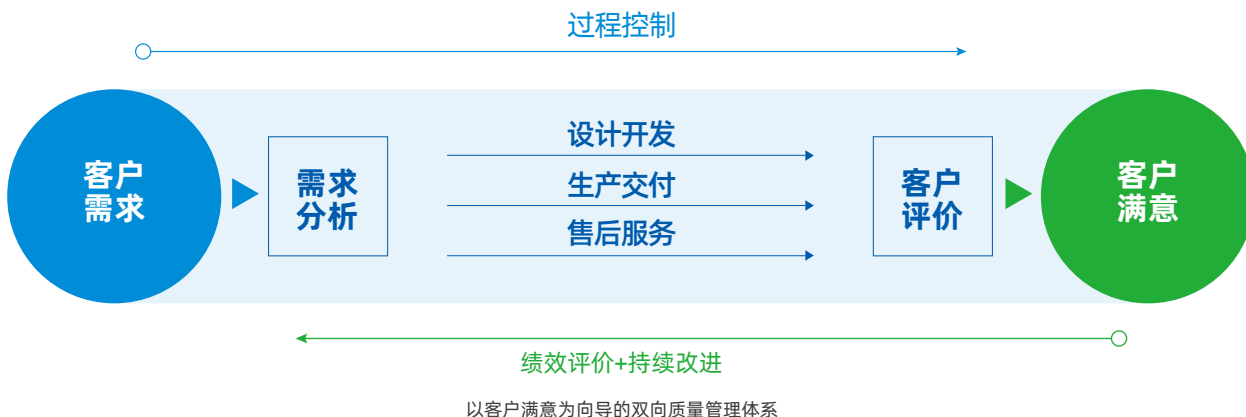 过程控制
客户
需求
需求
分析
设计开发
生产交付
售后服务
客户
评价
客户
满意
绩效评价+持续改进
以客户满意为向导的双向质量管理体系